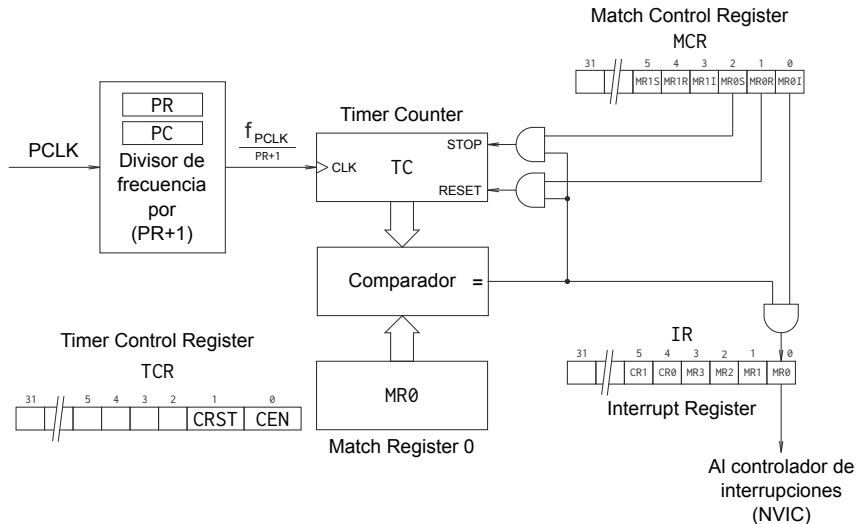 Match Control Register
MCR
31 5 4 3 2 1 0
MR1S MR1R MR1I MR0S MR0R MR0I
PR
PC
Divisor de
frecuencia
por
(PR+1)
PCLK
fPCLK
PR+1
Timer Counter
STOP
CLK
TC
RESET
Comparador =
MR0
Match Register 0
Timer Control Register
TCR
31 5 4 3 2 1 0
CRST CEN
IR
31 5 4 3 2 1 0
CR1 CR0 MR3 MR2 MR1 MR0
Interrupt Register
Al controlador de
interrupciones
(NVIC)